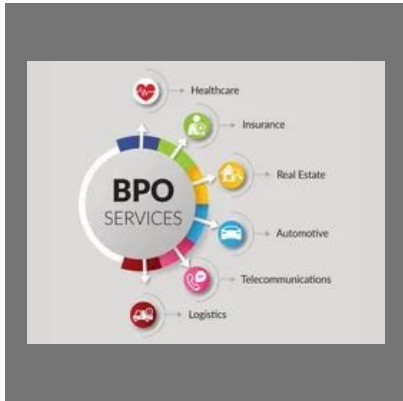 Healthcare
Insurance
Real Estate
BPO
SERVICES
Automotive
Telecommunications
Logistics